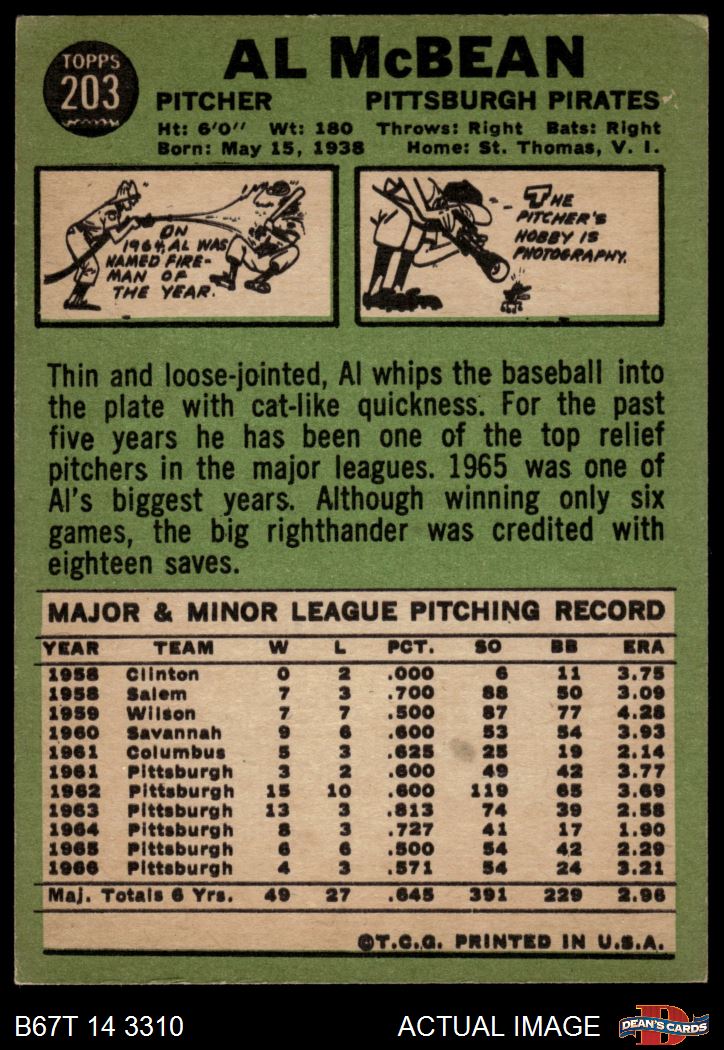 TOPPS
203
AL McBEAN
PITCHER PITTSBURGH PIRATES
Ht: 6'0" Wt: 180 Throws: Right Bats: Right
Born: May 15, 1938 Home: St. Thomas, V. I.
ON
1964, AL WAS
NAMED FIRE-
MAN OF
THE YEAR.
THE
PITCHER'S
HOBBY IS
PHOTOGRAPHY.
Thin and loose-jointed, Al whips the baseball into
the plate with cat-like quickness. For the past
five years he has been one of the top relief
pitchers in the major leagues. 1965 was one of
Al's biggest years. Although winning only six
games, the big righthander was credited with
eighteen saves.
MAJOR & MINOR LEAGUE PITCHING RECORD
YEAR TEAM W L PCT. SO BB ERA
1958 Clinton 0 2 .000 6 11 3.75
1958 Salem 7 3 .700 88 50 3.09
1959 Wilson 7 7 .500 87 77 4.28
1960 Savannah 9 6 .600 53 54 3.93
1961 Columbus 5 3 .625 25 19 2.14
1961 Pittsburgh 3 2 .600 49 42 3.77
1962 Pittsburgh 15 10 .600 119 65 3.69
1963 Pittsburgh 13 3 .813 74 39 2.58
1964 Pittsburgh 8 3 .727 41 17 1.90
1965 Pittsburgh 6 6 .500 54 42 2.29
1966 Pittsburgh 4 3 .571 54 24 3.21
Maj. Totals 6 Yrs. 49 27 .645 391 229 2.96
©T.C.G. PRINTED IN U.S.A.
B67T 14 3310 ACTUAL IMAGE
D
DEAN'S CARDS